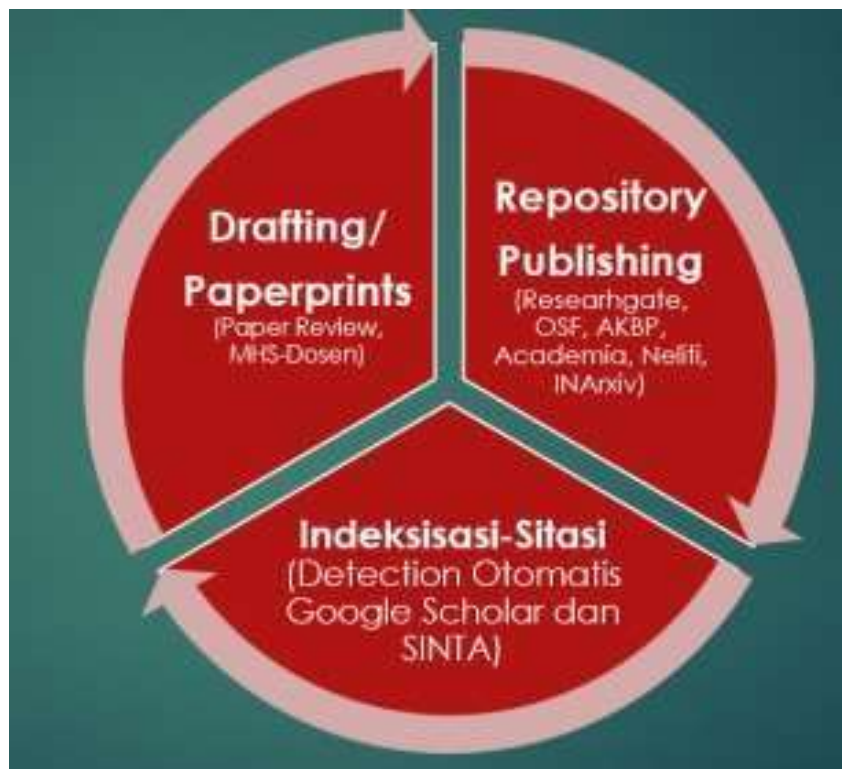 Drafting/
Paperprints
(Paper Review,
MHS-Dosen)
Repository
Publishing
(Researhgate,
OSF, AKBP,
Academia, Neliti,
INArxiv)
Indeksisasi-Sitasi
(Detection Otomatis
Google Scholar dan
SINTA)